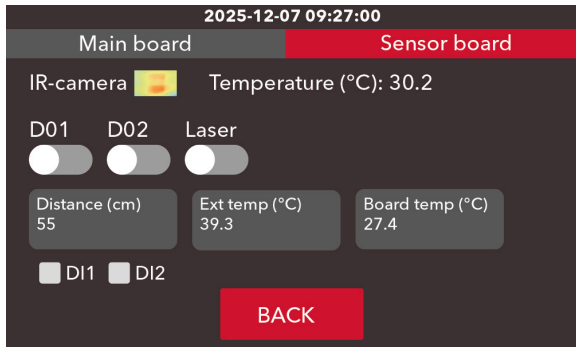 2025-12-07 09:27:00
Main board Sensor board
IR-camera Temperature (°C): 30.2
D01 D02 Laser
Distance (cm) Ext temp (°C) Board temp (°C)
55 39.3 27.4
DI1 DI2
BACK